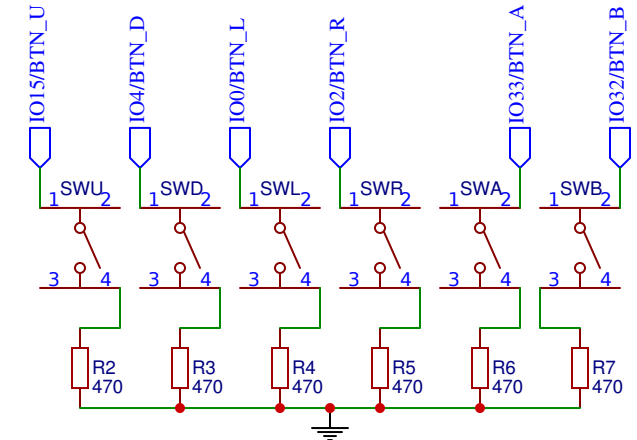 IO15/BTN_U
IO4/BTN_D
IO0/BTN_L
IO2/BTN_R
IO33/BTN_A
IO32/BTN_B
1 SWU 2
1 SWD 2
1 SWL 2
1 SWR 2
1 SWA 2
1 SWB 2
3 4
3 4
3 4
3 4
3 4
3 4
R2
470
R3
470
R4
470
R5
470
R6
470
R7
470